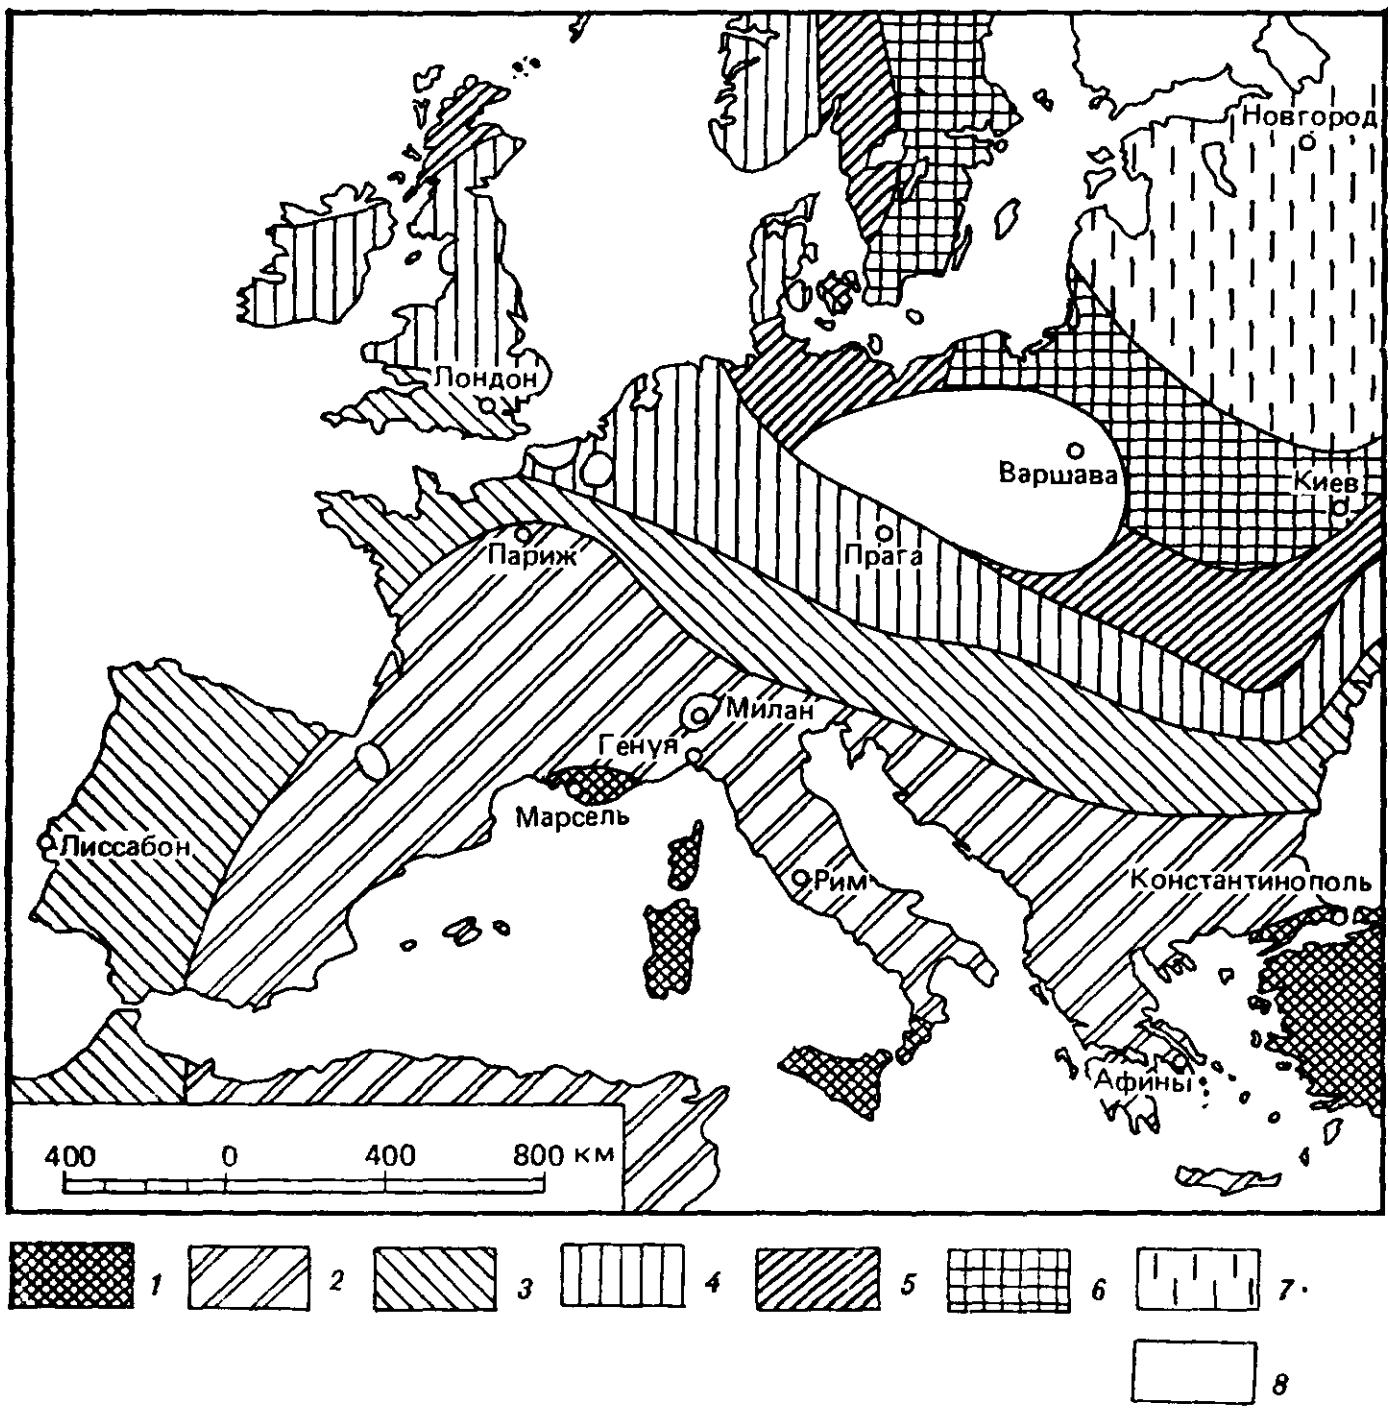 Новгород
Лондон
Варшава
Киев
Париж
Прага
Милан
Генуя
Марсель
Лиссабон
Рим
Константинополь
Афины
400 0 400 800 км
1 2 3 4 5 6 7
8